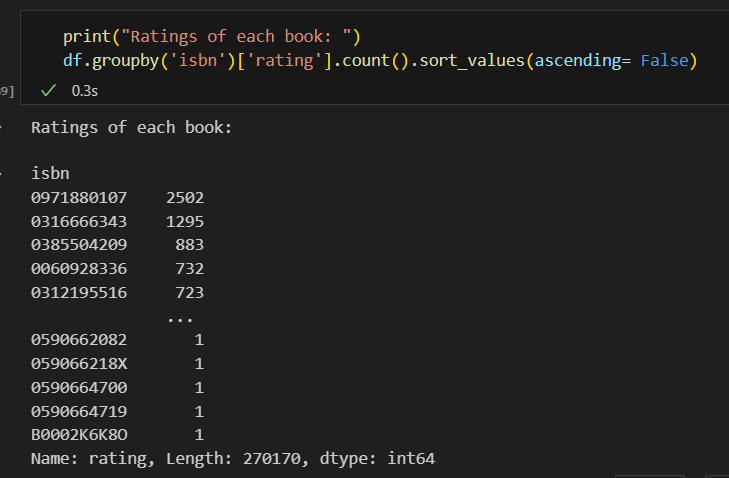 print("Ratings of each book: ")
df.groupby('isbn')['rating'].count().sort_values(ascending= False)
9]
0.3s
Ratings of each book:
isbn
0971880107 2502
0316666343 1295
0385504209 883
0060928336 732
0312195516 723
...
0590662082 1
059066218X 1
0590664700 1
0590664719 1
B0002K6K8O 1
Name: rating, Length: 270170, dtype: int64